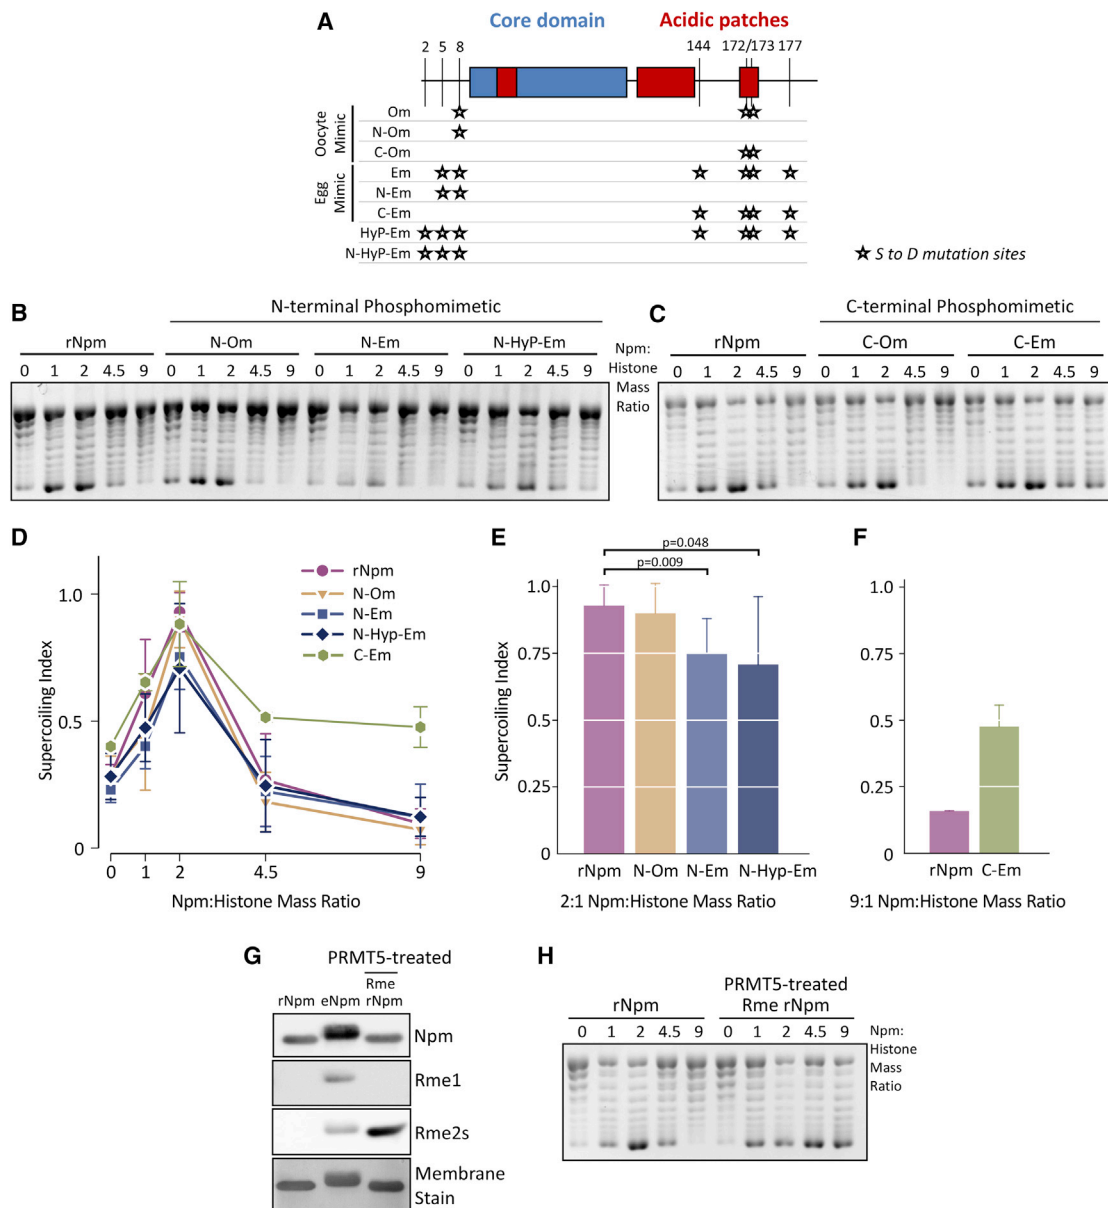 A
Core domain
Acidic patches
2 5 8 144 172/173 177
Oocyte Mimic
Om
N-Om
C-Om
Egg Mimic
Em
N-Em
C-Em
HyP-Em
N-HyP-Em
S to D mutation sites
B
N-terminal Phosphomimetic
rNpm N-Om N-Em N-HyP-Em
0 1 2 4.5 9 0 1 2 4.5 9 0 1 2 4.5 9 0 1 2 4.5 9
Npm:
Histone
Mass
Ratio
C
C-terminal Phosphomimetic
rNpm C-Om C-Em
0 1 2 4.5 9 0 1 2 4.5 9 0 1 2 4.5 9
D
Supercoiling Index
1.0
0.5
0
0 1 2 4.5 9
Npm:Histone Mass Ratio
rNpm
N-Om
N-Em
N-Hyp-Em
C-Em
E
p=0.048
p=0.009
Supercoiling Index
1.0
0.75
0.5
0.25
0
rNpm N-Om N-Em N-Hyp-Em
2:1 Npm:Histone Mass Ratio
F
1.0
0.75
0.5
0.25
0
rNpm C-Em
9:1 Npm:Histone Mass Ratio
G
PRMT5-treated
rNpm eNpm Rme rNpm
Npm
Rme1
Rme2s
Membrane
Stain
H
PRMT5-treated
rNpm Rme rNpm
0 1 2 4.5 9 0 1 2 4.5 9
Npm:
Histone
Mass
Ratio